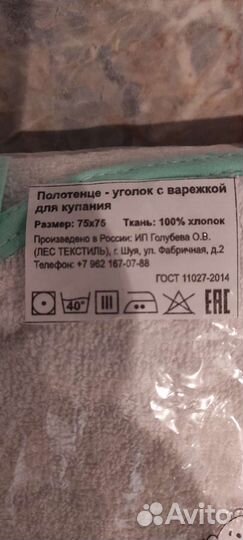 Полотенце - уголок с варежкой
для купания
Размер: 75х75 Ткань: 100% хлопок
Произведено в России: ИП Голубева О.В.
(ЛЕС ТЕКСТИЛЬ), г. Шуя, ул. Фабричная, д.2
Телефон: +7 962 167-07-88
ГОСТ 11027-2014
40° EAC
Avito